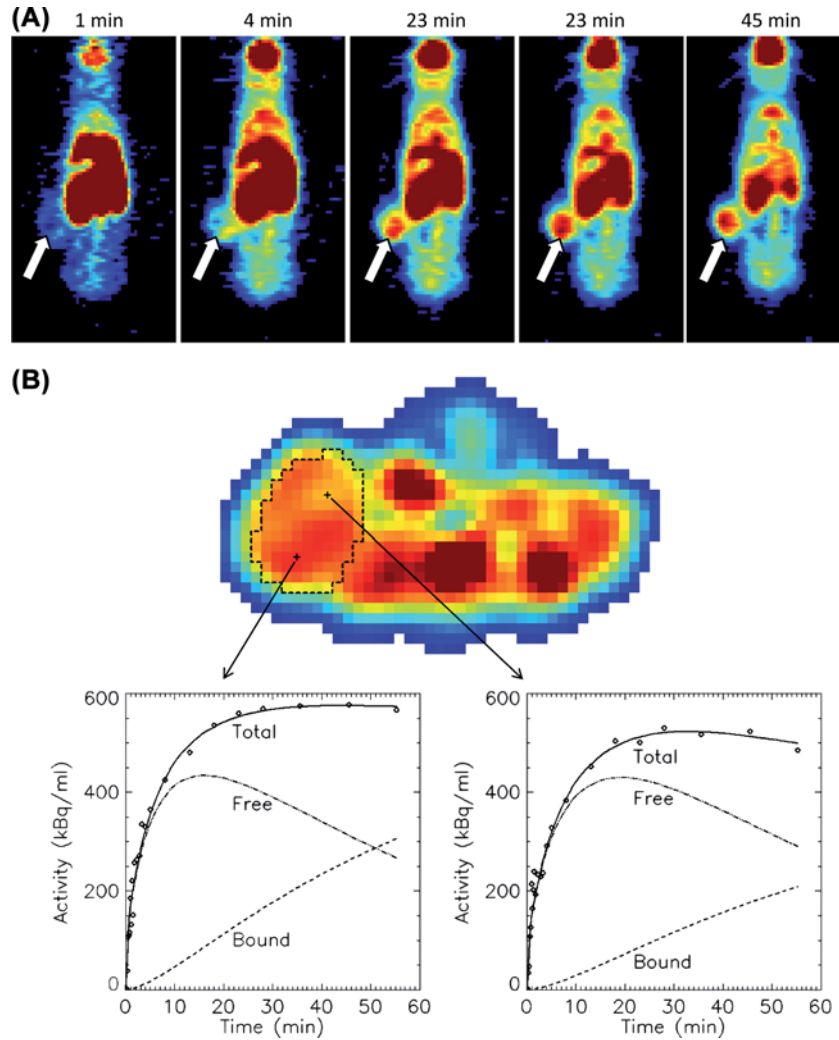 (A)
1 min 4 min 23 min 23 min 45 min
(B)
600
400
200
0
Activity (kBq/ml)
Total
Free
Bound
0 10 20 30 40 50 60
Time (min)
600
400
200
0
Activity (kBq/ml)
Total
Free
Bound
0 10 20 30 40 50 60
Time (min)